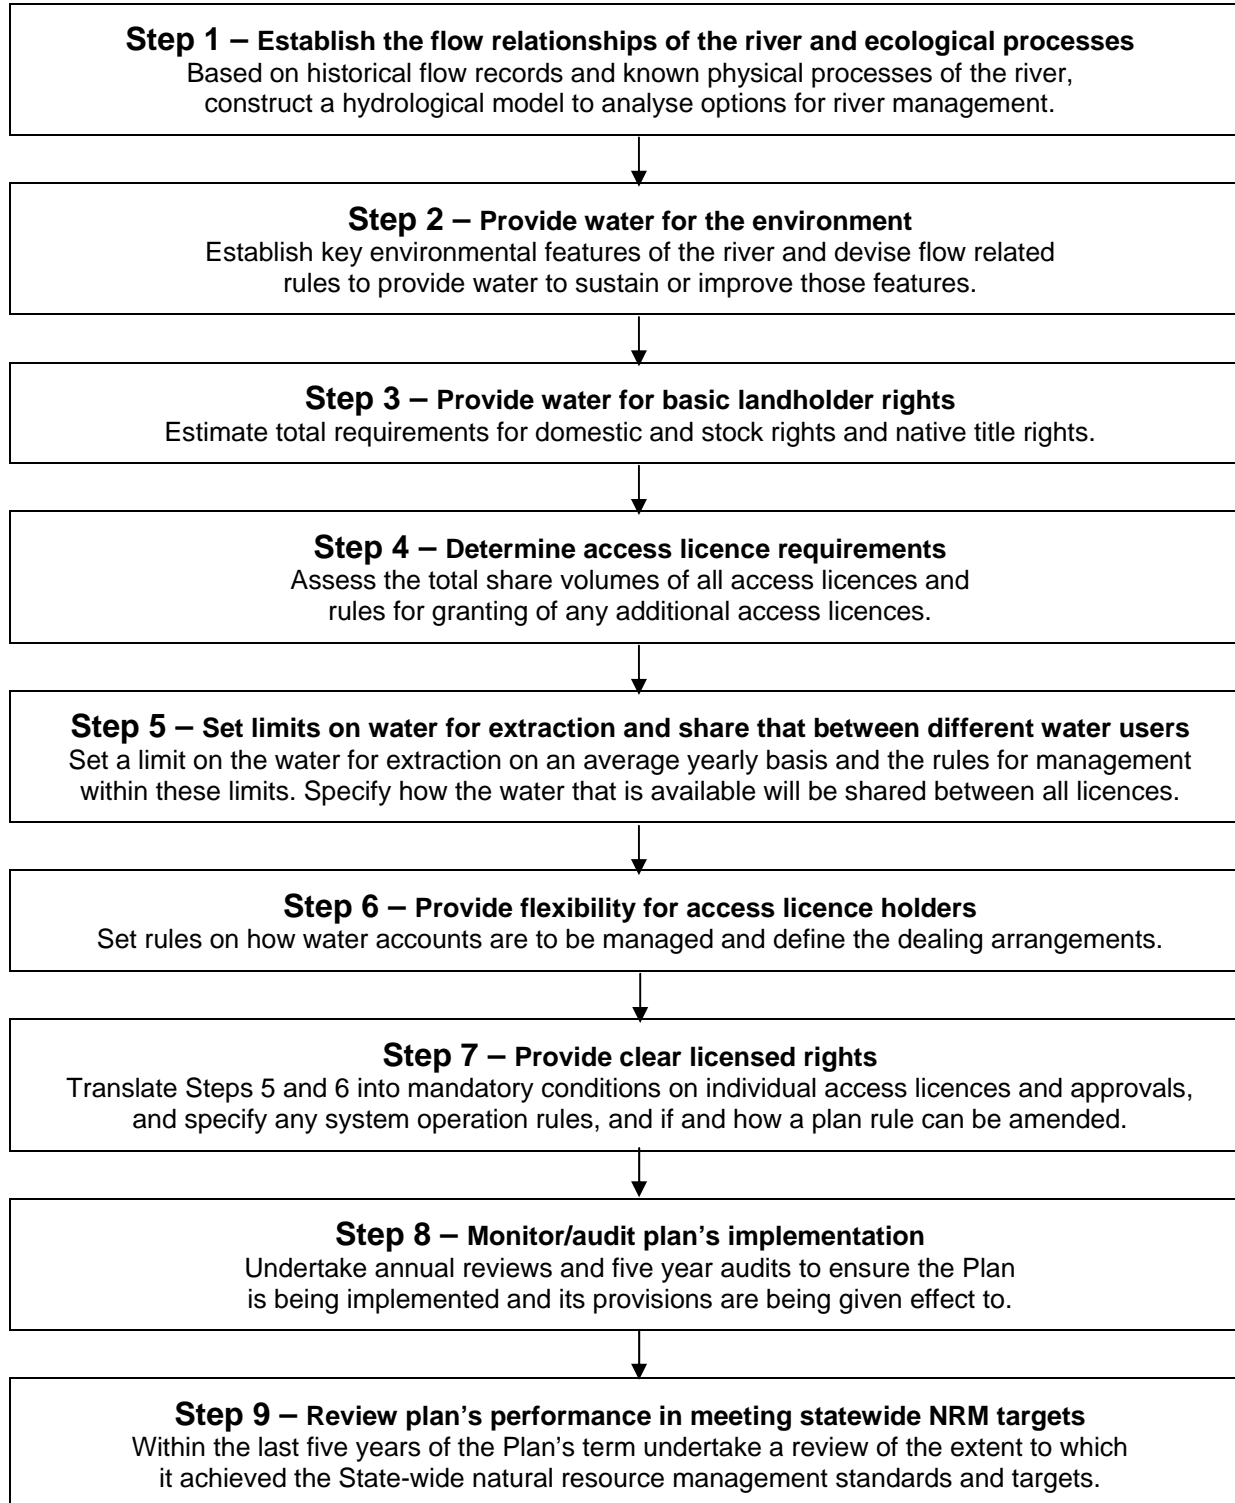 Step 1 – Establish the flow relationships of the river and ecological processes
Based on historical flow records and known physical processes of the river,
construct a hydrological model to analyse options for river management.
Step 2 – Provide water for the environment
Establish key environmental features of the river and devise flow related
rules to provide water to sustain or improve those features.
Step 3 – Provide water for basic landholder rights
Estimate total requirements for domestic and stock rights and native title rights.
Step 4 – Determine access licence requirements
Assess the total share volumes of all access licences and
rules for granting of any additional access licences.
Step 5 – Set limits on water for extraction and share that between different water users
Set a limit on the water for extraction on an average yearly basis and the rules for management
within these limits. Specify how the water that is available will be shared between all licences.
Step 6 – Provide flexibility for access licence holders
Set rules on how water accounts are to be managed and define the dealing arrangements.
Step 7 – Provide clear licensed rights
Translate Steps 5 and 6 into mandatory conditions on individual access licences and approvals,
and specify any system operation rules, and if and how a plan rule can be amended.
Step 8 – Monitor/audit plan's implementation
Undertake annual reviews and five year audits to ensure the Plan
is being implemented and its provisions are being given effect to.
Step 9 – Review plan's performance in meeting statewide NRM targets
Within the last five years of the Plan's term undertake a review of the extent to which
it achieved the State-wide natural resource management standards and targets.